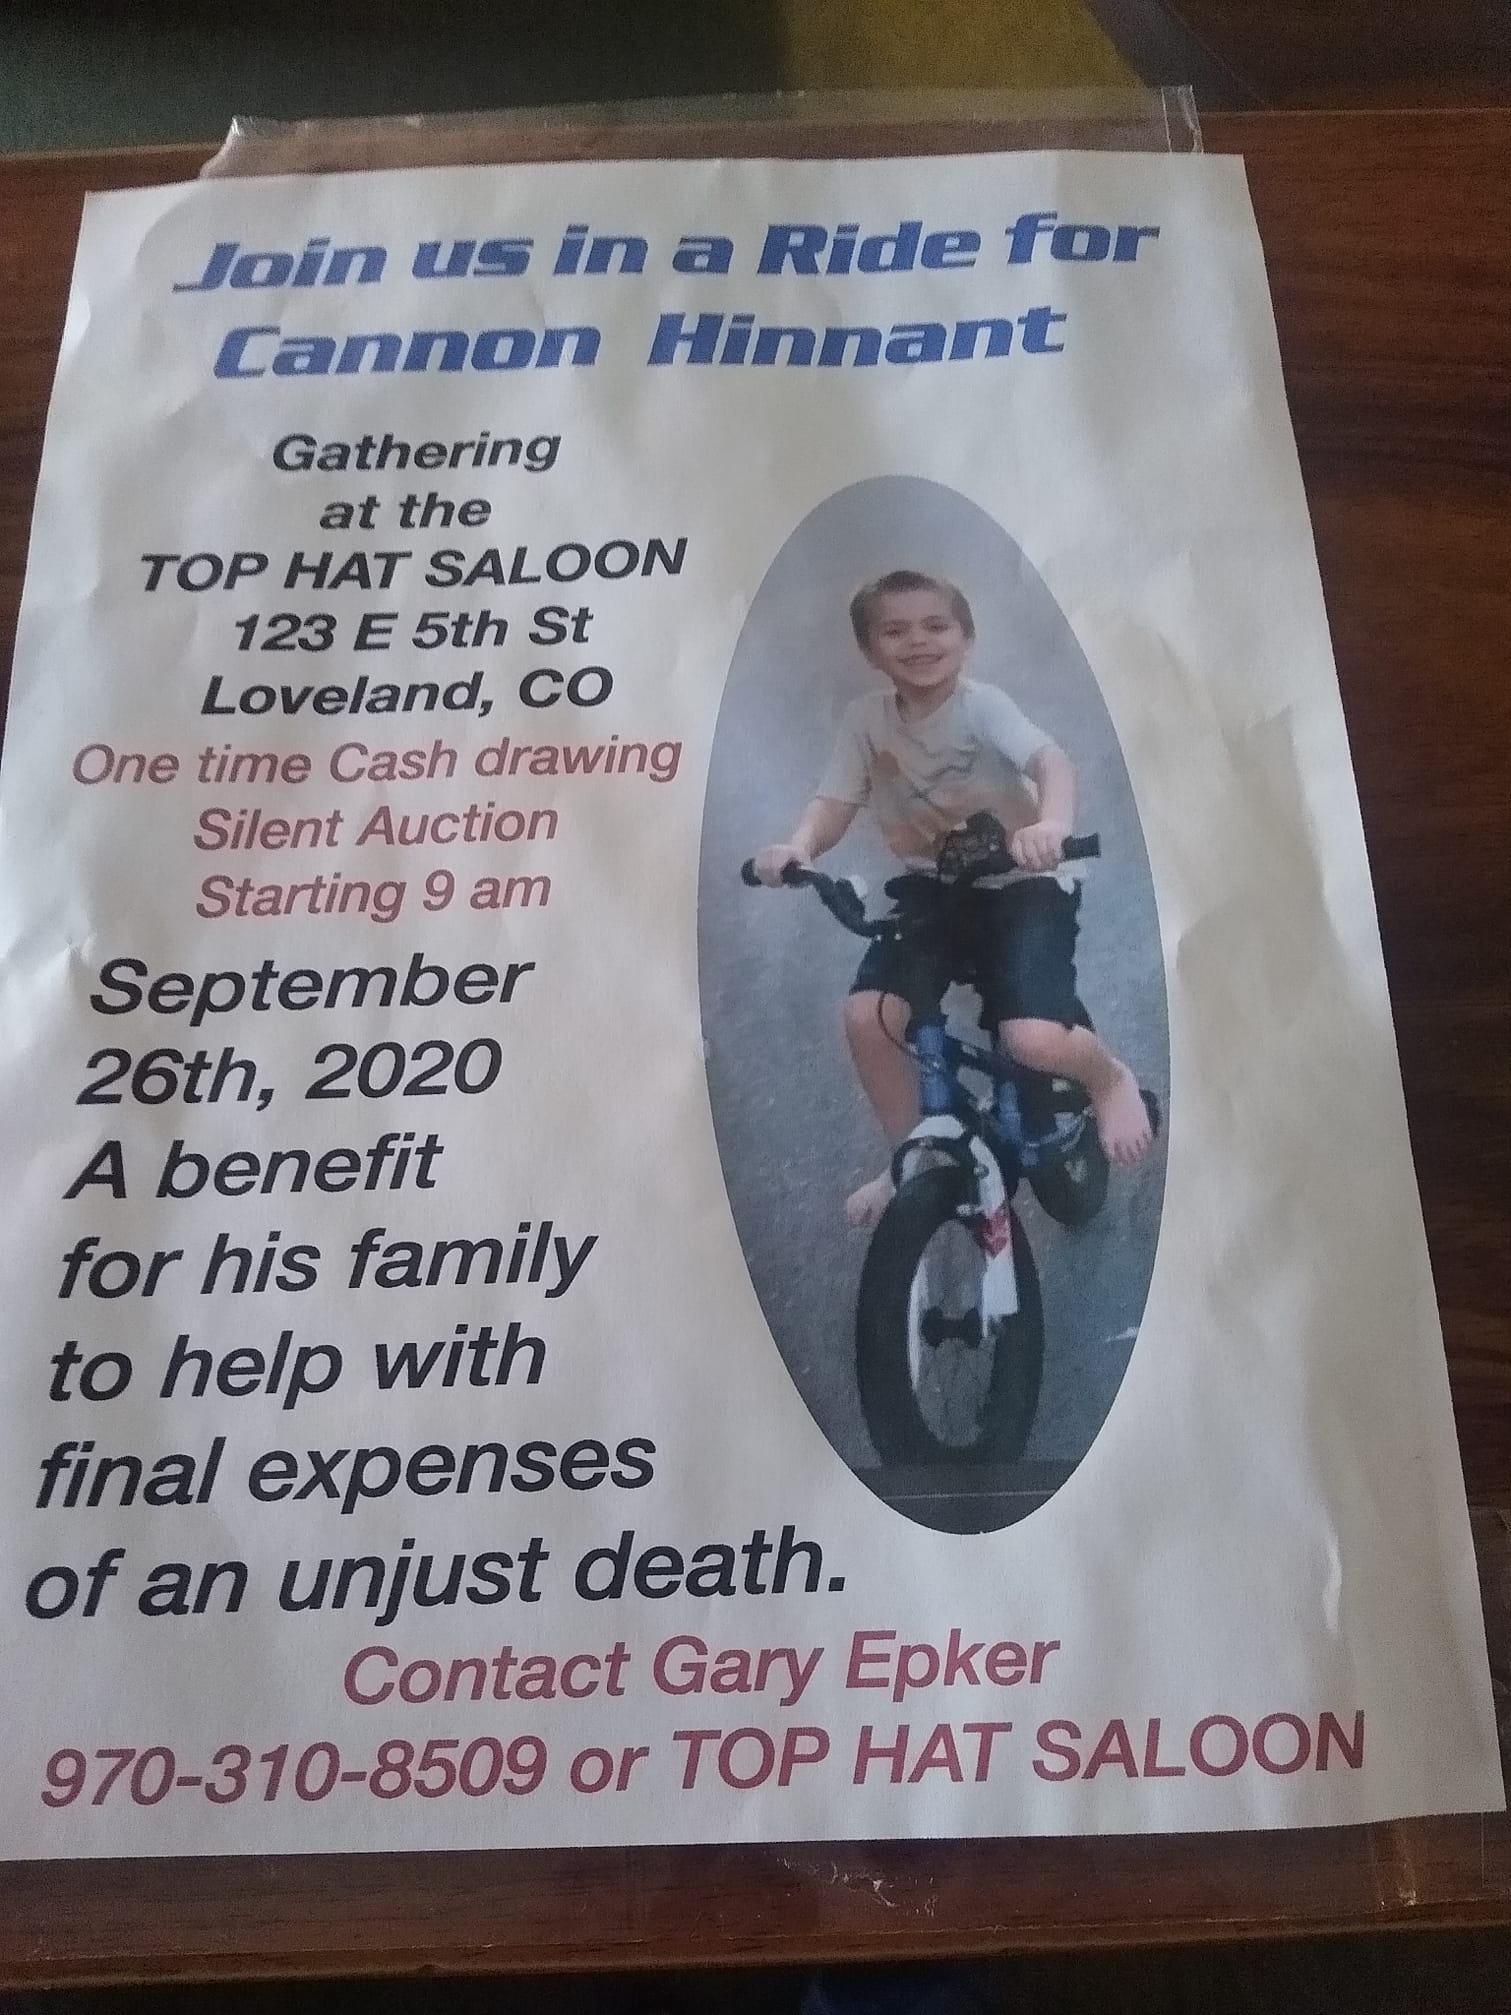 Join us in a Ride for
Cannon Hinnant
Gathering
at the
TOP HAT SALOON
123 E 5th St
Loveland, CO
One time Cash drawing
Silent Auction
Starting 9 am
September
26th, 2020
A benefit
for his family
to help with
final expenses
of an unjust death.
Contact Gary Epker
970-310-8509 or TOP HAT SALOON